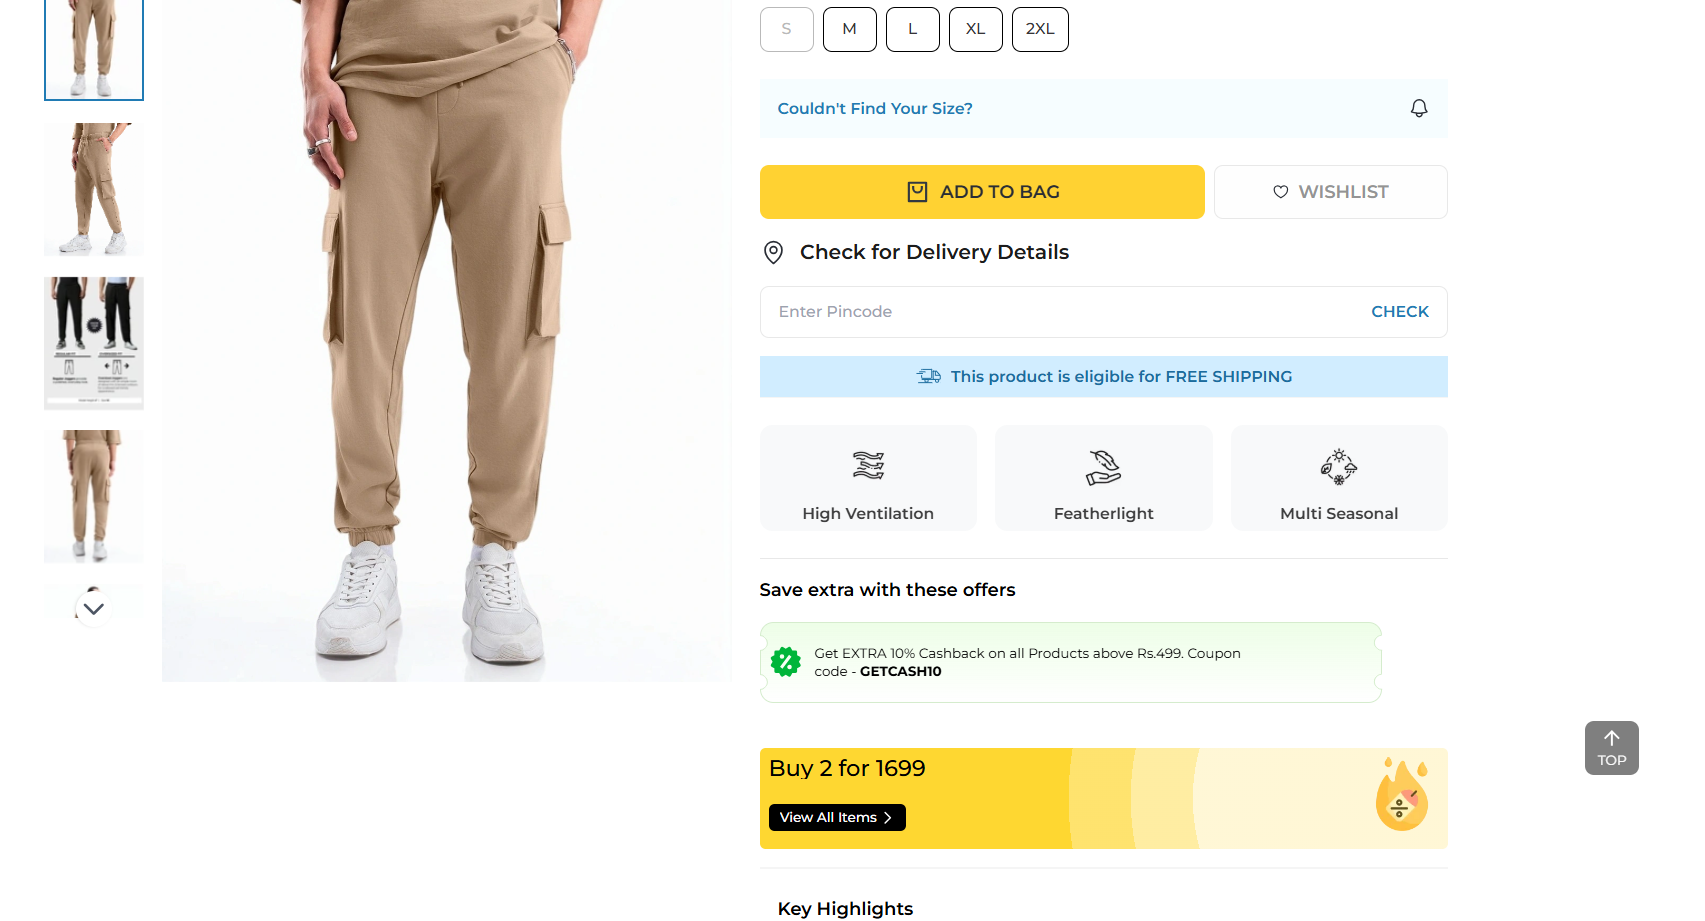 S
M
L
XL
2XL
Couldn't Find Your Size?
ADD TO BAG
WISHLIST
Check for Delivery Details
Enter Pincode
CHECK
This product is eligible for FREE SHIPPING
High Ventilation
Featherlight
Multi Seasonal
Save extra with these offers
Get EXTRA 10% Cashback on all Products above Rs.499. Coupon
code - GETCASH10
Buy 2 for 1699
View All Items
TOP
Key Highlights